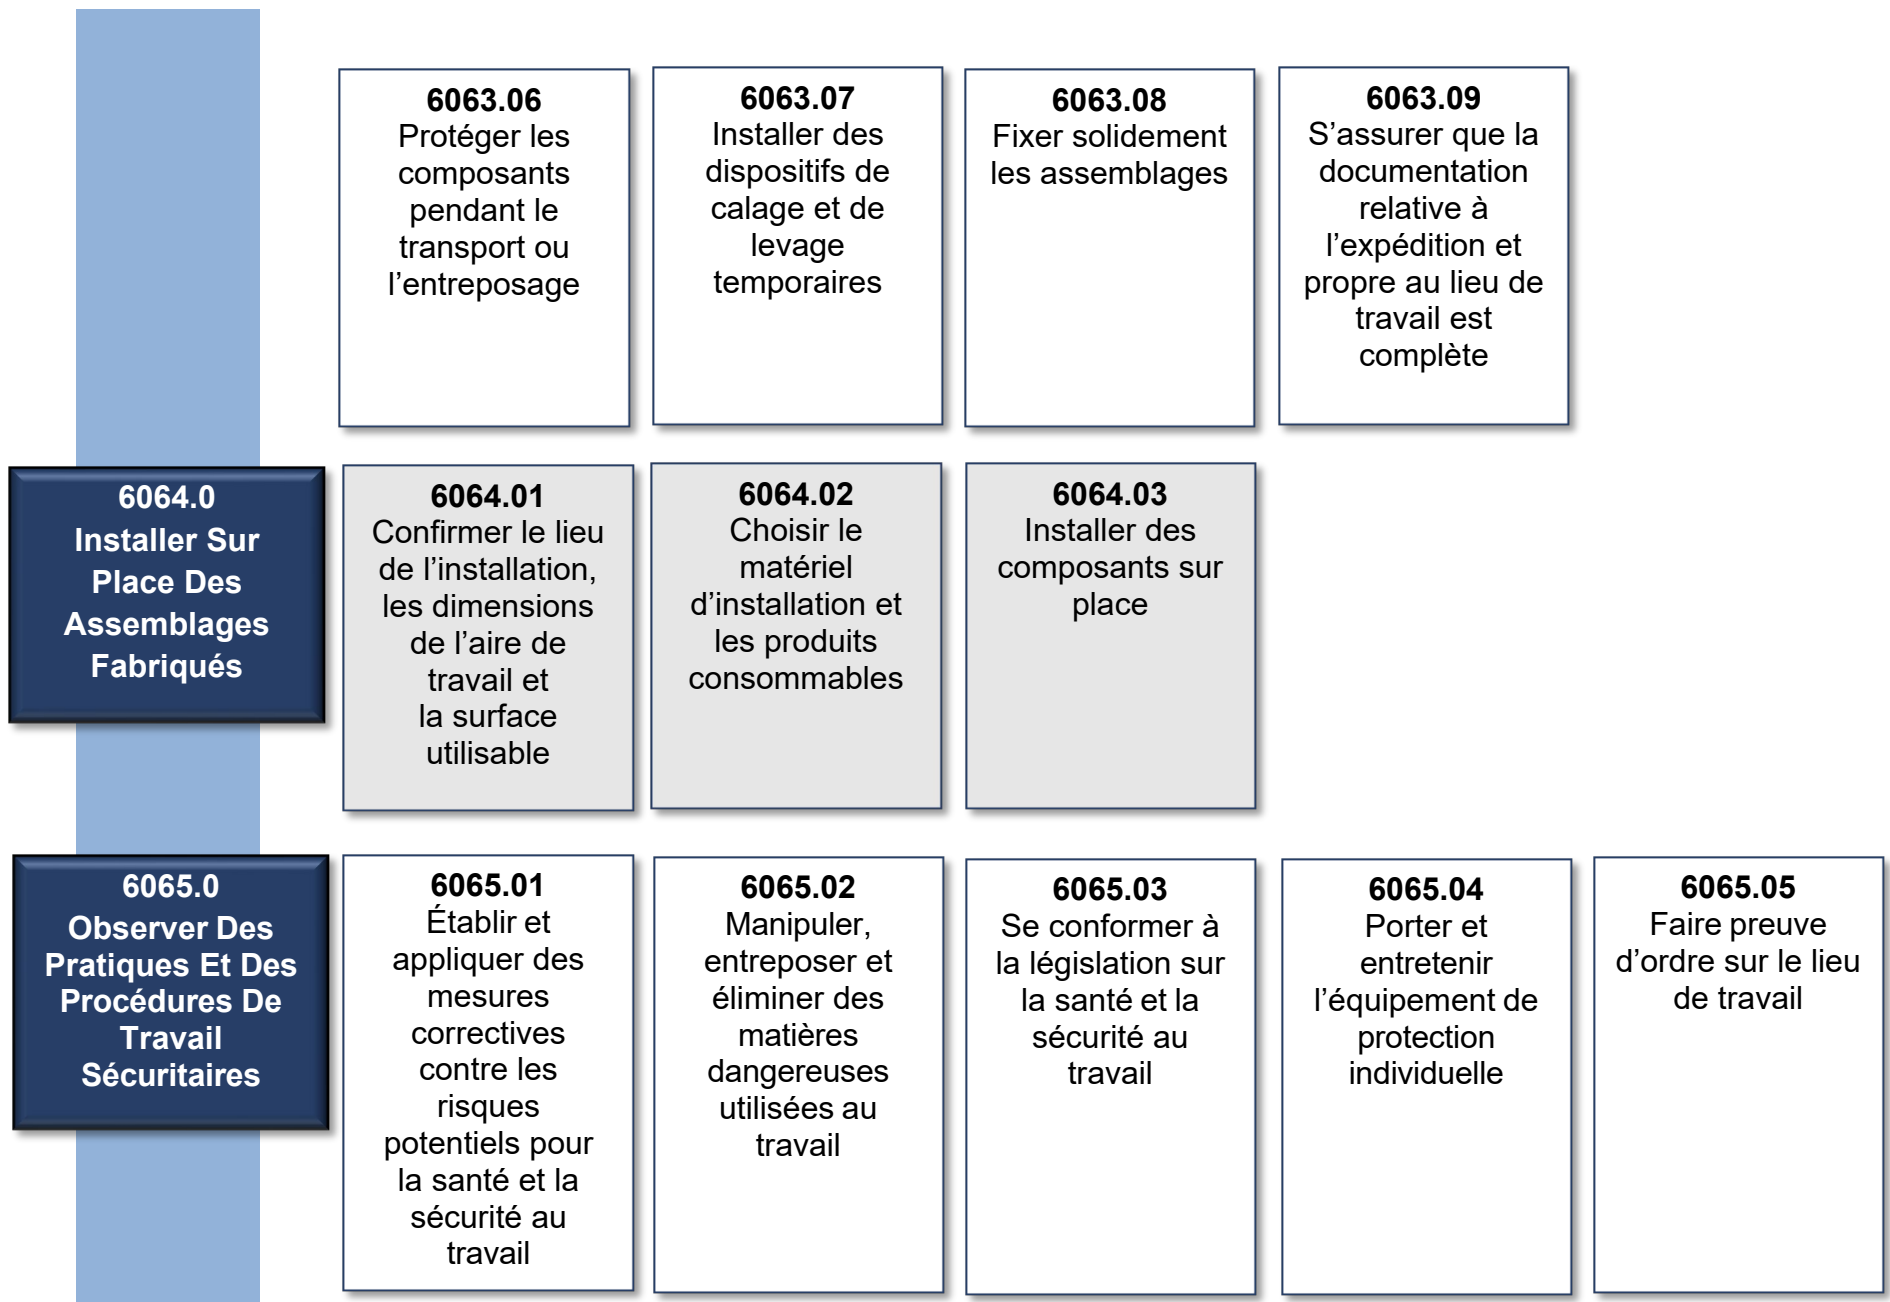 6063.06
Protéger les
composants
pendant le
transport ou
l’entreposage
6063.07
Installer des
dispositifs de
calage et de
levage
temporaires
6063.08
Fixer solidement
les assemblages
6063.09
S’assurer que la
documentation
relative à
l’expédition et
propre au lieu de
travail est
complète
6064.0
Installer Sur
Place Des
Assemblages
Fabriqués
6064.01
Confirmer le lieu
de l’installation,
les dimensions
de l’aire de
travail et
la surface
utilisable
6064.02
Choisir le
matériel
d’installation et
les produits
consommables
6064.03
Installer des
composants sur
place
6065.0
Observer Des
Pratiques Et Des
Procédures De
Travail
Sécuritaires
6065.01
Établir et
appliquer des
mesures
correctives
contre les
risques
potentiels pour
la santé et la
sécurité au
travail
6065.02
Manipuler,
entreposer et
éliminer des
matières
dangereuses
utilisées au
travail
6065.03
Se conformer à
la législation sur
la santé et la
sécurité au
travail
6065.04
Porter et
entretenir
l’équipement de
protection
individuelle
6065.05
Faire preuve
d’ordre sur le lieu
de travail